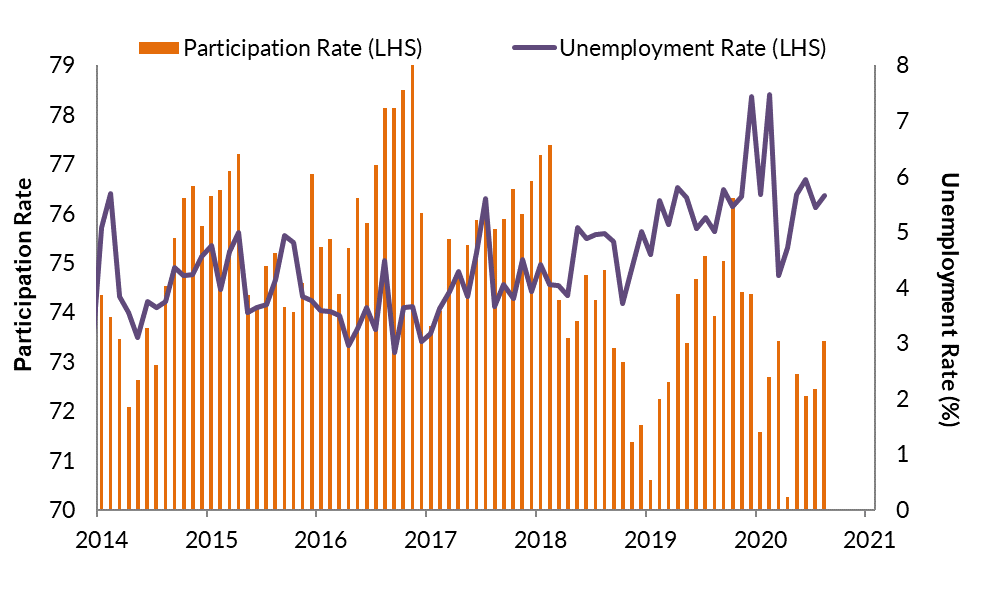 Participation Rate (LHS) Unemployment Rate (LHS)
79 8
78 7
77 6
76 5
75 4
74 3
73 2
72 1
71 0
70
Participation Rate
Unemployment Rate (%)
2014 2015 2016 2017 2018 2019 2020 2021